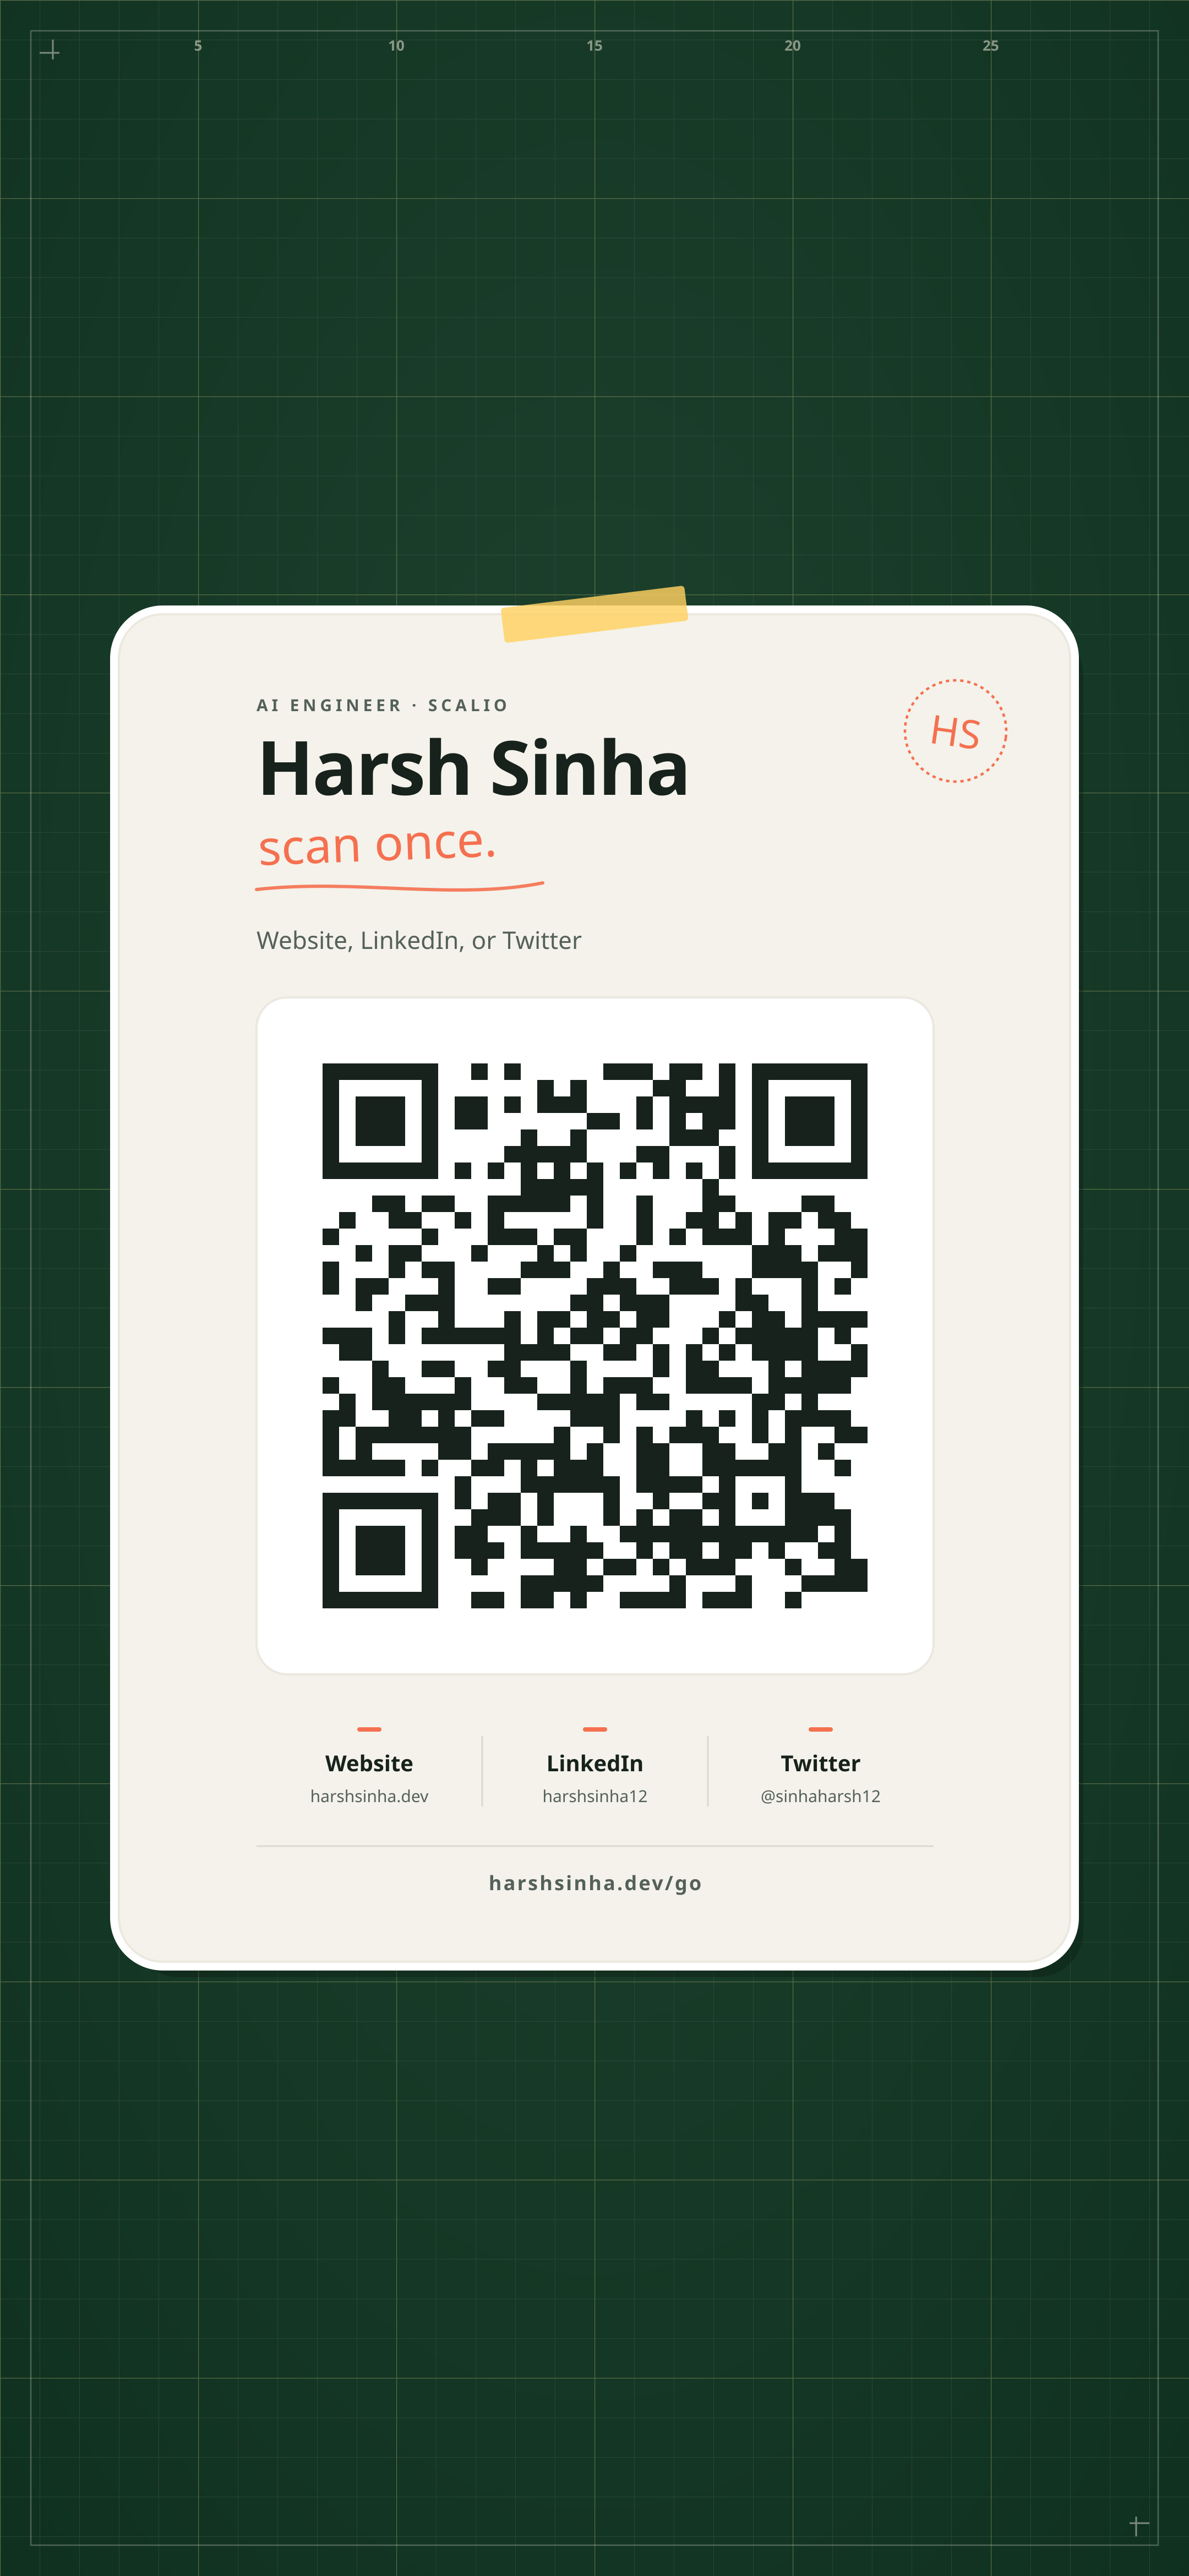 5 10 15 20 25
AI ENGINEER · SCALIO
HS
Harsh Sinha
scan once.
Website, LinkedIn, or Twitter
Website LinkedIn Twitter
harshsinha.dev harshsinha12 @sinhaharsh12
harshsinha.dev/go